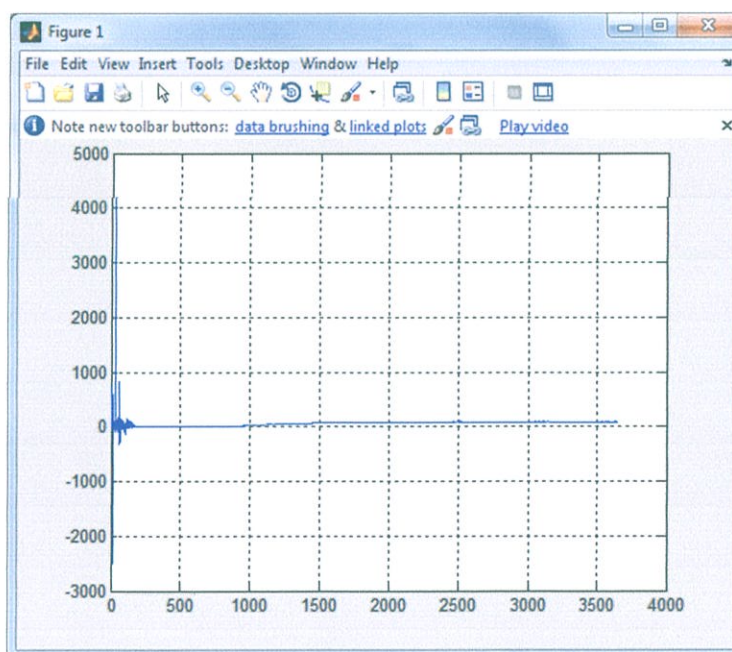 Figure 1
File Edit View Insert Tools Desktop Window Help
Note new toolbar buttons: data brushing & linked plots Play video
5000
4000
3000
2000
1000
0
-1000
-2000
-3000
0 500 1000 1500 2000 2500 3000 3500 4000